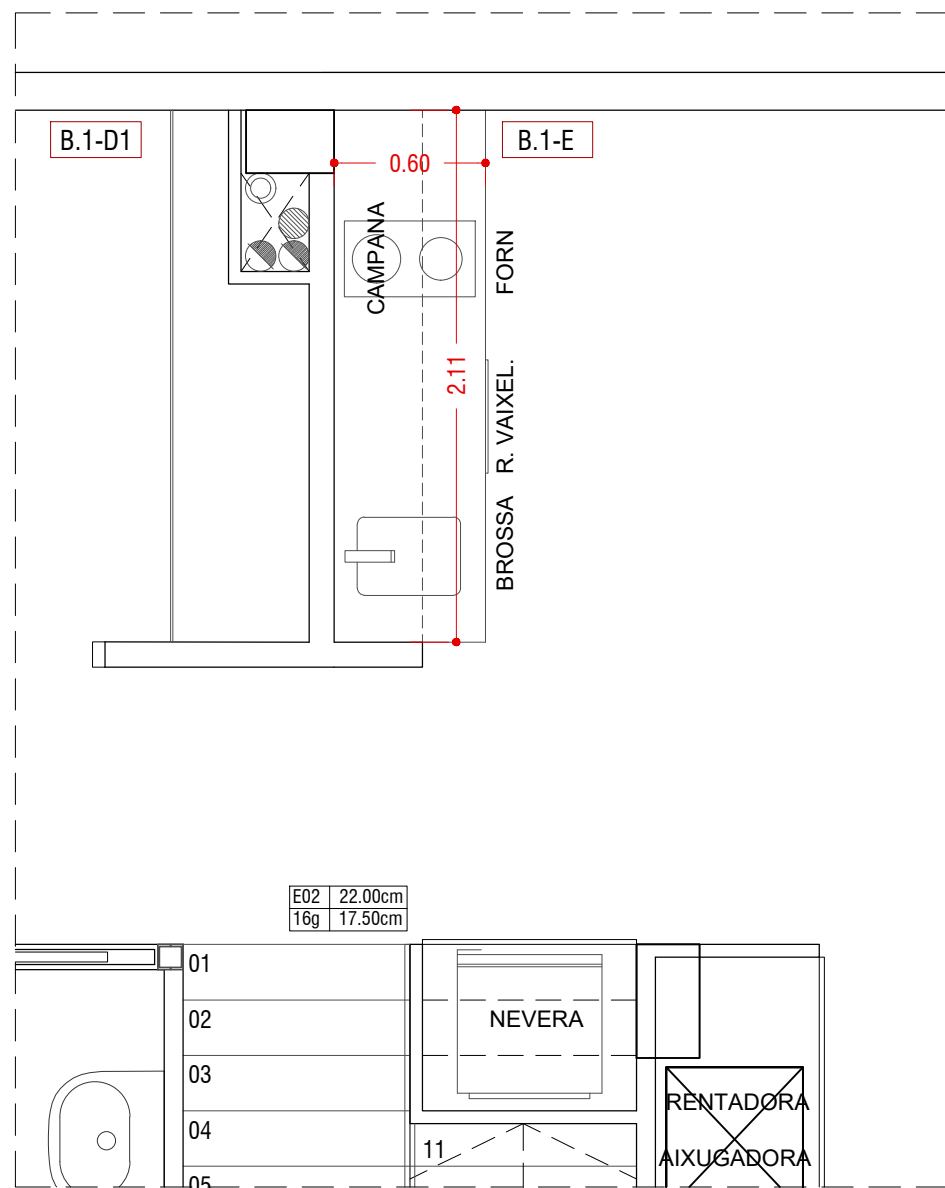 B.1-D1
B.1-E
0.60
CAMPANA
FORN
2.11
R. VAIXEL.
BROSSA
E02 22.00cm
16g 17.50cm
01
02
NEVERA
03
RENTADORA
04
11
AIXUGADORA
05